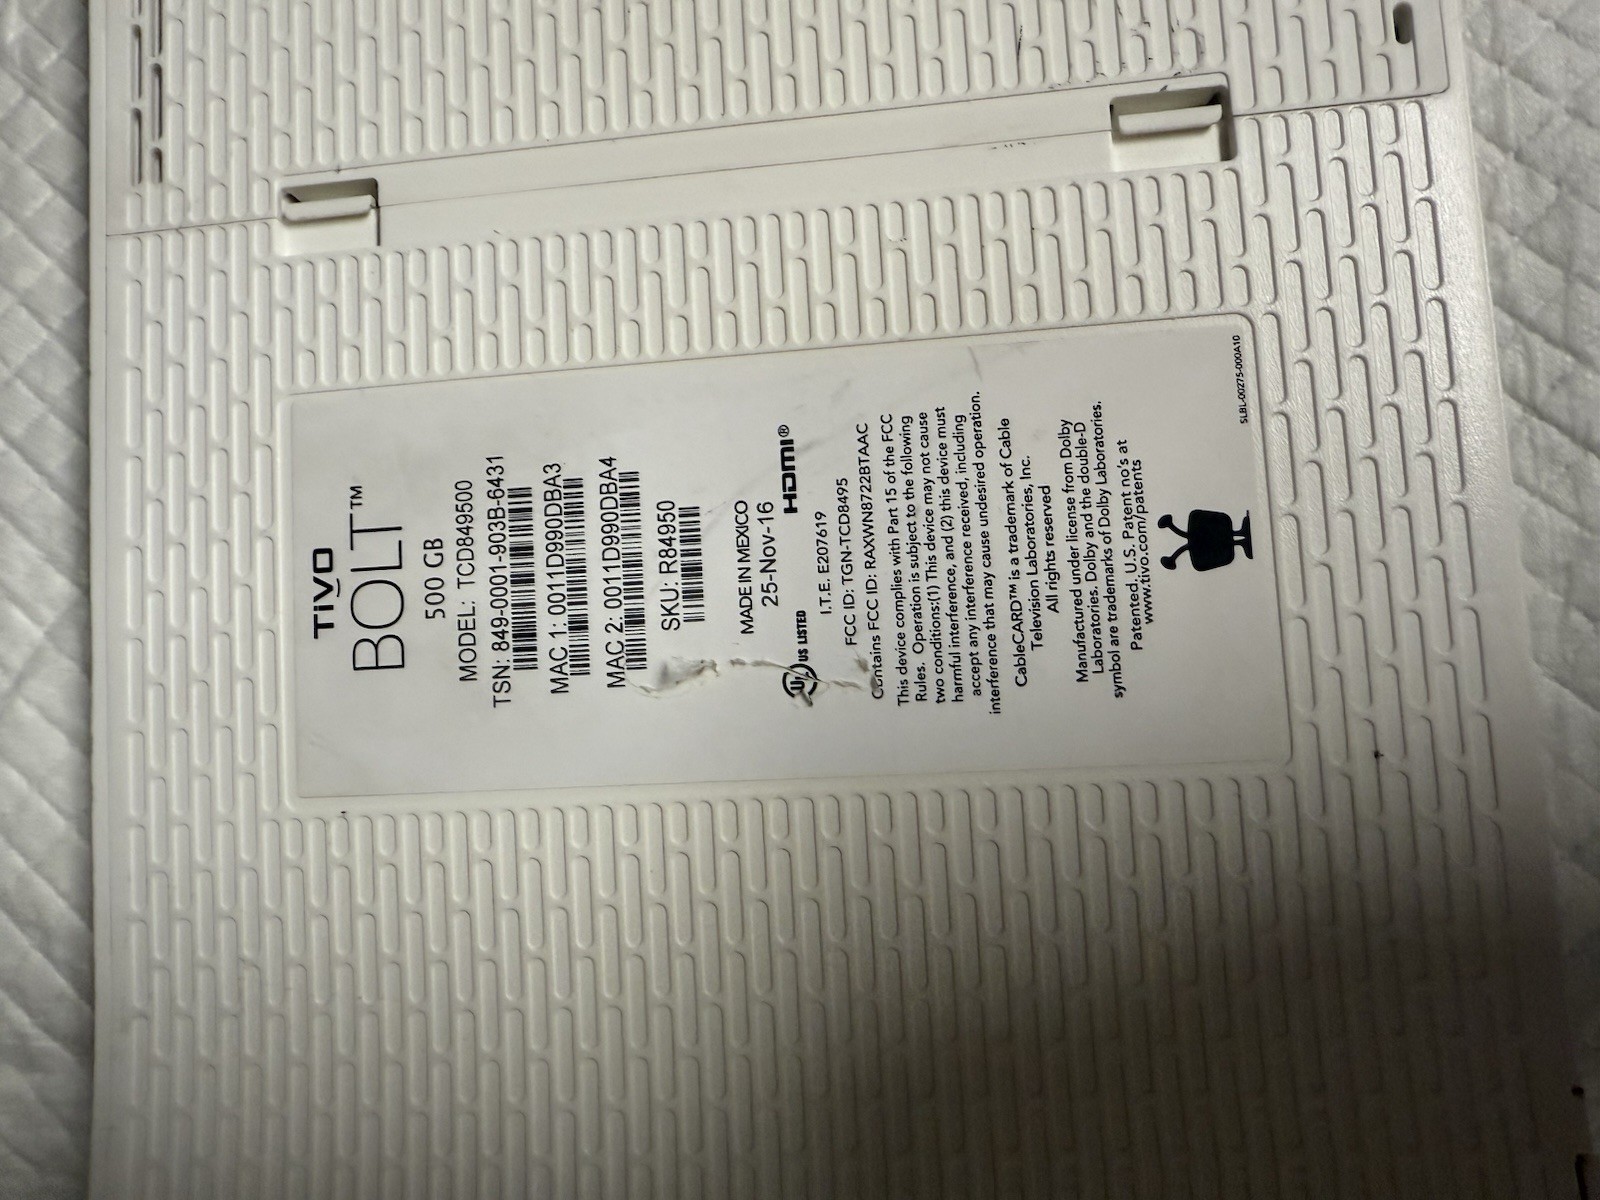 TiVo
BOLT™
500 GB
MODEL: TCD849500
TSN: 849-0001-903B-6431
MAC 1: 0011D990DBA3
MAC 2: 0011D990DBA4
SKU: R84950
MADE IN MEXICO
25-Nov-16
UL US LISTED HDMI®
I.T.E. E207619
FCC ID: TGN-TCD8495
Contains FCC ID: RAXWN8722BTAAC
This device complies with Part 15 of the FCC
Rules. Operation is subject to the following
two conditions:(1) This device may not cause
harmful interference, and (2) this device must
accept any interference received, including
interference that may cause undesired operation.
CableCARD™ is a trademark of Cable
Television Laboratories, Inc.
All rights reserved
Manufactured under license from Dolby
Laboratories. Dolby and the double-D
symbol are trademarks of Dolby Laboratories.
Patented. U.S. Patent no's at
www.tivo.com/patents
SLBL-00275-000A10